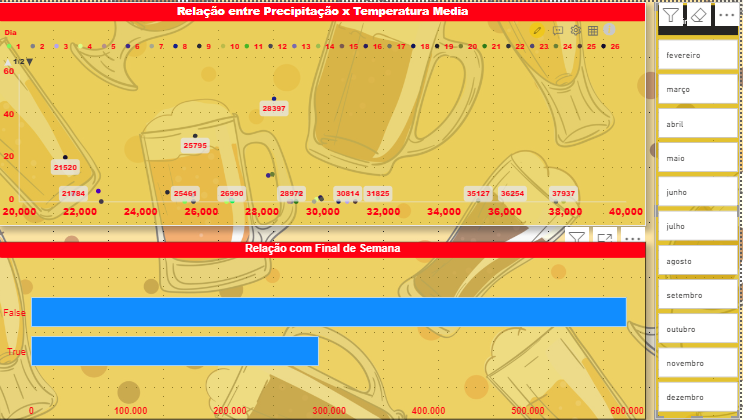 Relação entre Precipitação x Temperatura Media
Dia
1 2 3 4 5 6 7 8 9 10 11 12 13 14 15 16 17 18 19 20 21 22 23 24 25 26
1/2
60
40
20
0
28397
25795
21520
21784 25461 26990 28972 30814 31825 35127 36254 37937
20,000 22,000 24,000 26,000 28,000 30,000 32,000 34,000 36,000 38,000 40,000
Relação com Final de Semana
False
True
0 100.000 200.000 300.000 400.000 500.000 600.000
fevereiro
março
abril
maio
junho
julho
agosto
setembro
outubro
novembro
dezembro